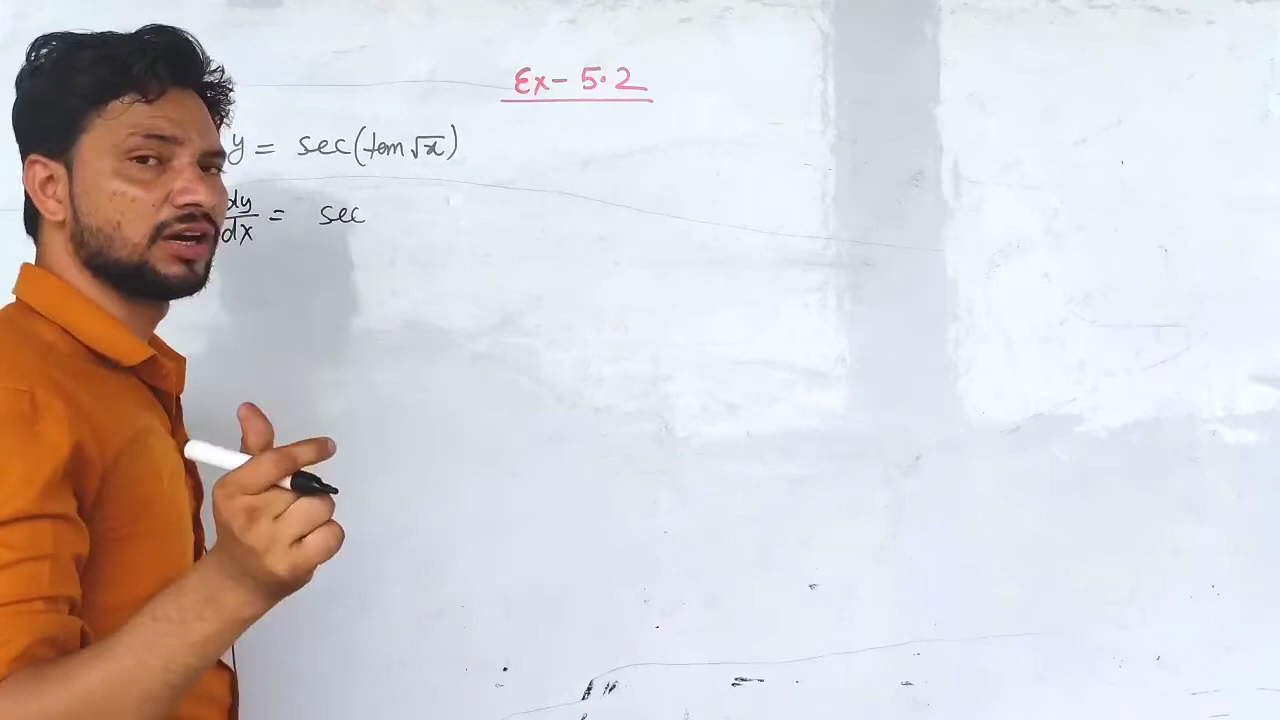 Ex - 5.2
y = sec(tan √x)
dy/dx = sec